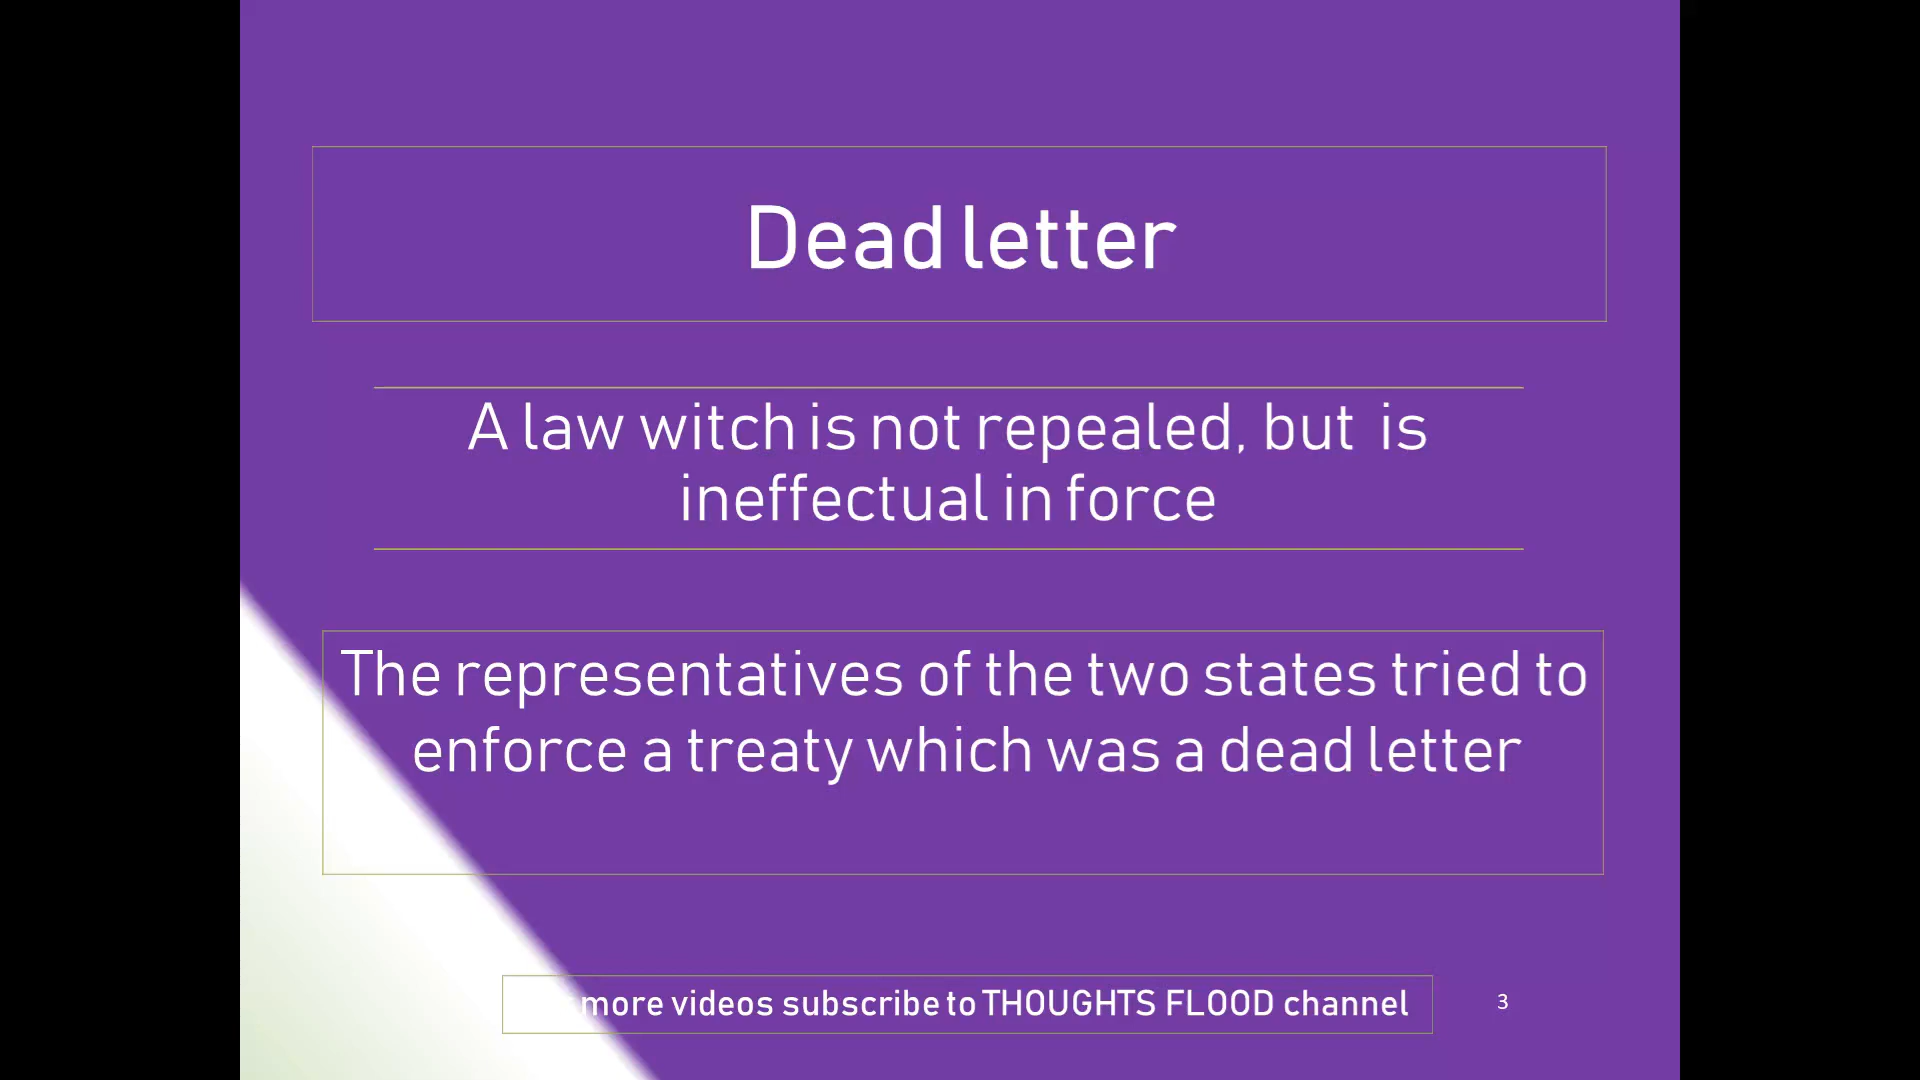 Dead letter
A law witch is not repealed, but is
ineffectual in force
The representatives of the two states tried to
enforce a treaty which was a dead letter
more videos subscribe to THOUGHTS FLOOD channel
3